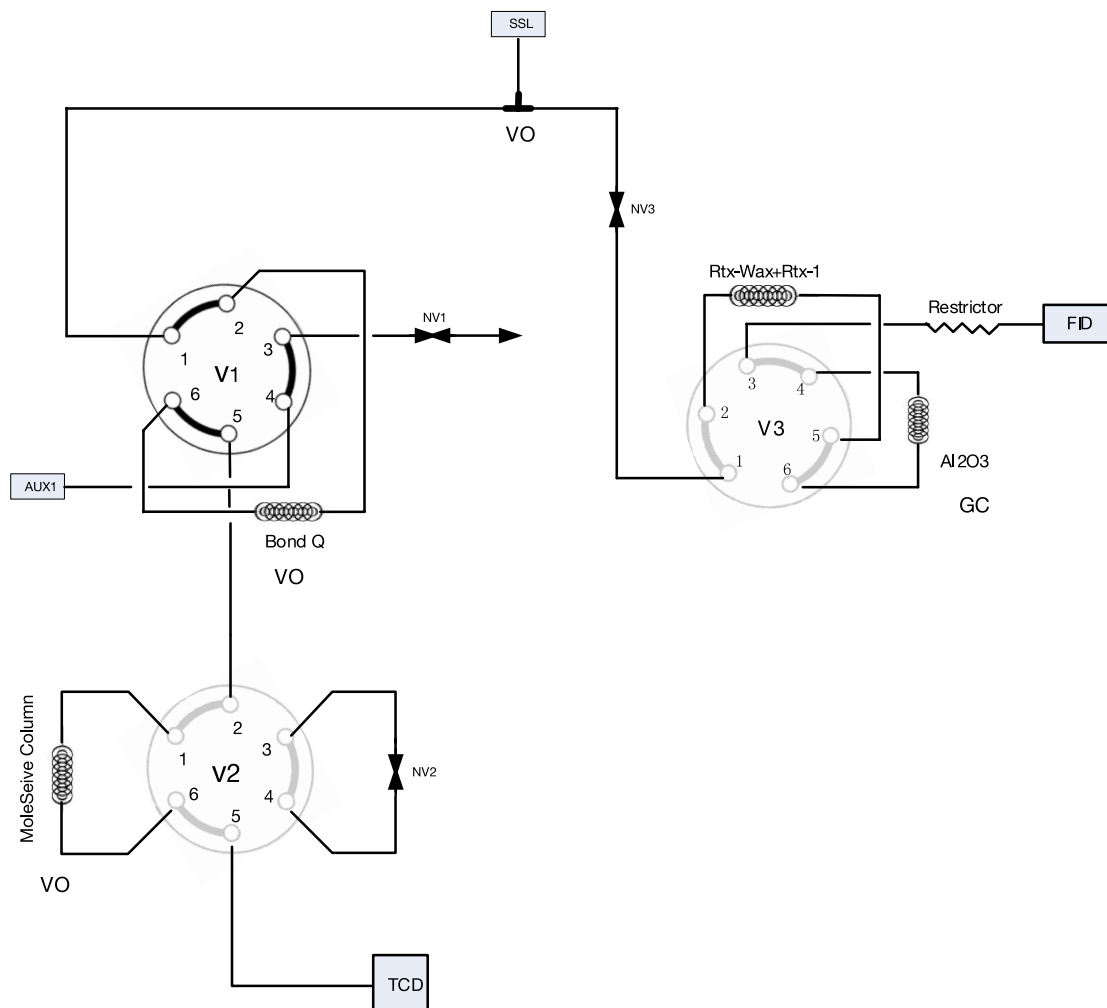 SSL
VO
NV3
Rtx-Wax+Rtx-1
Restrictor
FID
2
3
NV1
1
V1
3
4
6
4
2
V3
5
5
1
6
Al2O3
AUX1
GC
Bond Q
VO
MoleSeive Column
2
1
3
V2
NV2
6
4
5
VO
TCD